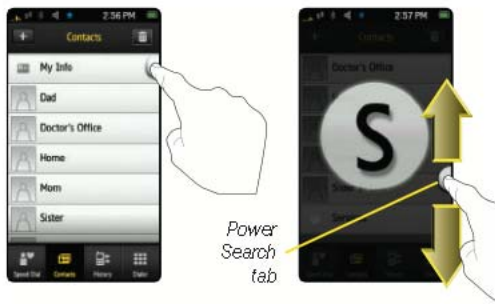 2:56 PM
Contacts
My Info
Dad
Doctor's Office
Home
Mom
Sister
Speed Dial
Contacts
History
Dialer
2:57 PM
Contacts
Doctor's Office
S
Power
Search
tab